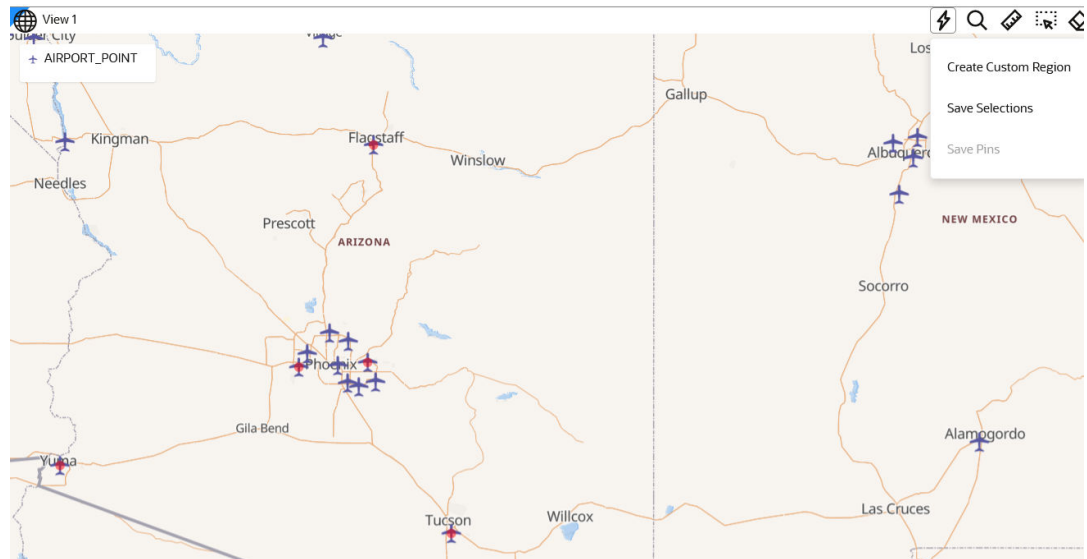 View 1
AIRPORT_POINT
Los
Create Custom Region
Gallup
Save Selections
Kingman
Flagstaff
Winslow
Save Pins
Needles
Prescott
NEW MEXICO
ARIZONA
Socorro
Phoenix
Gila Bend
Alamogordo
Yuma
Las Cruces
Tucson
Willcox